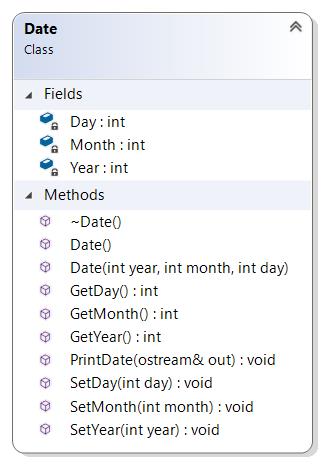 Date
Class
Fields
Day : int
Month : int
Year : int
Methods
~Date()
Date()
Date(int year, int month, int day)
GetDay() : int
GetMonth() : int
GetYear() : int
PrintDate(ostream& out) : void
SetDay(int day) : void
SetMonth(int month) : void
SetYear(int year) : void